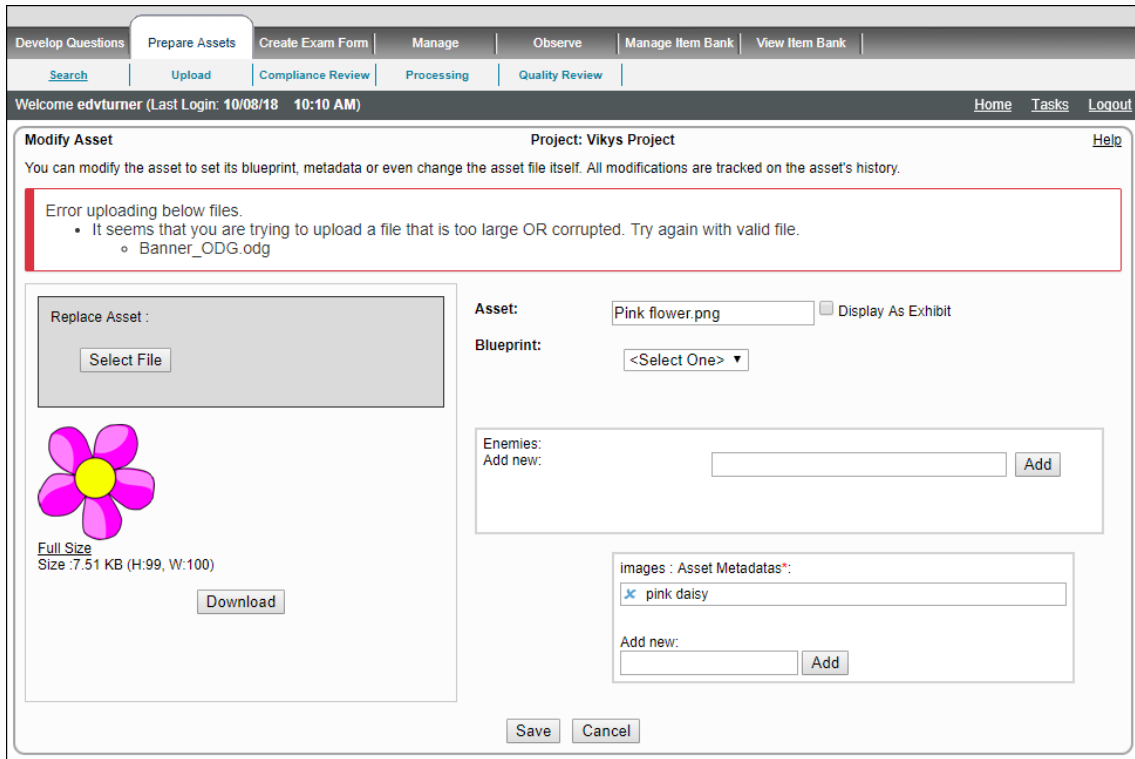 Develop Questions Prepare Assets Create Exam Form Manage Observe Manage Item Bank View Item Bank
Search Upload Compliance Review Processing Quality Review
Welcome edvturner (Last Login: 10/08/18 10:10 AM) Home Tasks Logout
Modify Asset Project: Vikys Project Help
You can modify the asset to set its blueprint, metadata or even change the asset file itself. All modifications are tracked on the asset's history.
Error uploading below files.
It seems that you are trying to upload a file that is too large OR corrupted. Try again with valid file.
Banner_ODG.odg
Replace Asset :
Select File
Full Size
Size :7.51 KB (H:99, W:100)
Download
Asset: Pink flower.png Display As Exhibit
Blueprint: <Select One>
Enemies:
Add new: Add
images : Asset Metadatas*:
pink daisy
Add new:
Add
Save Cancel